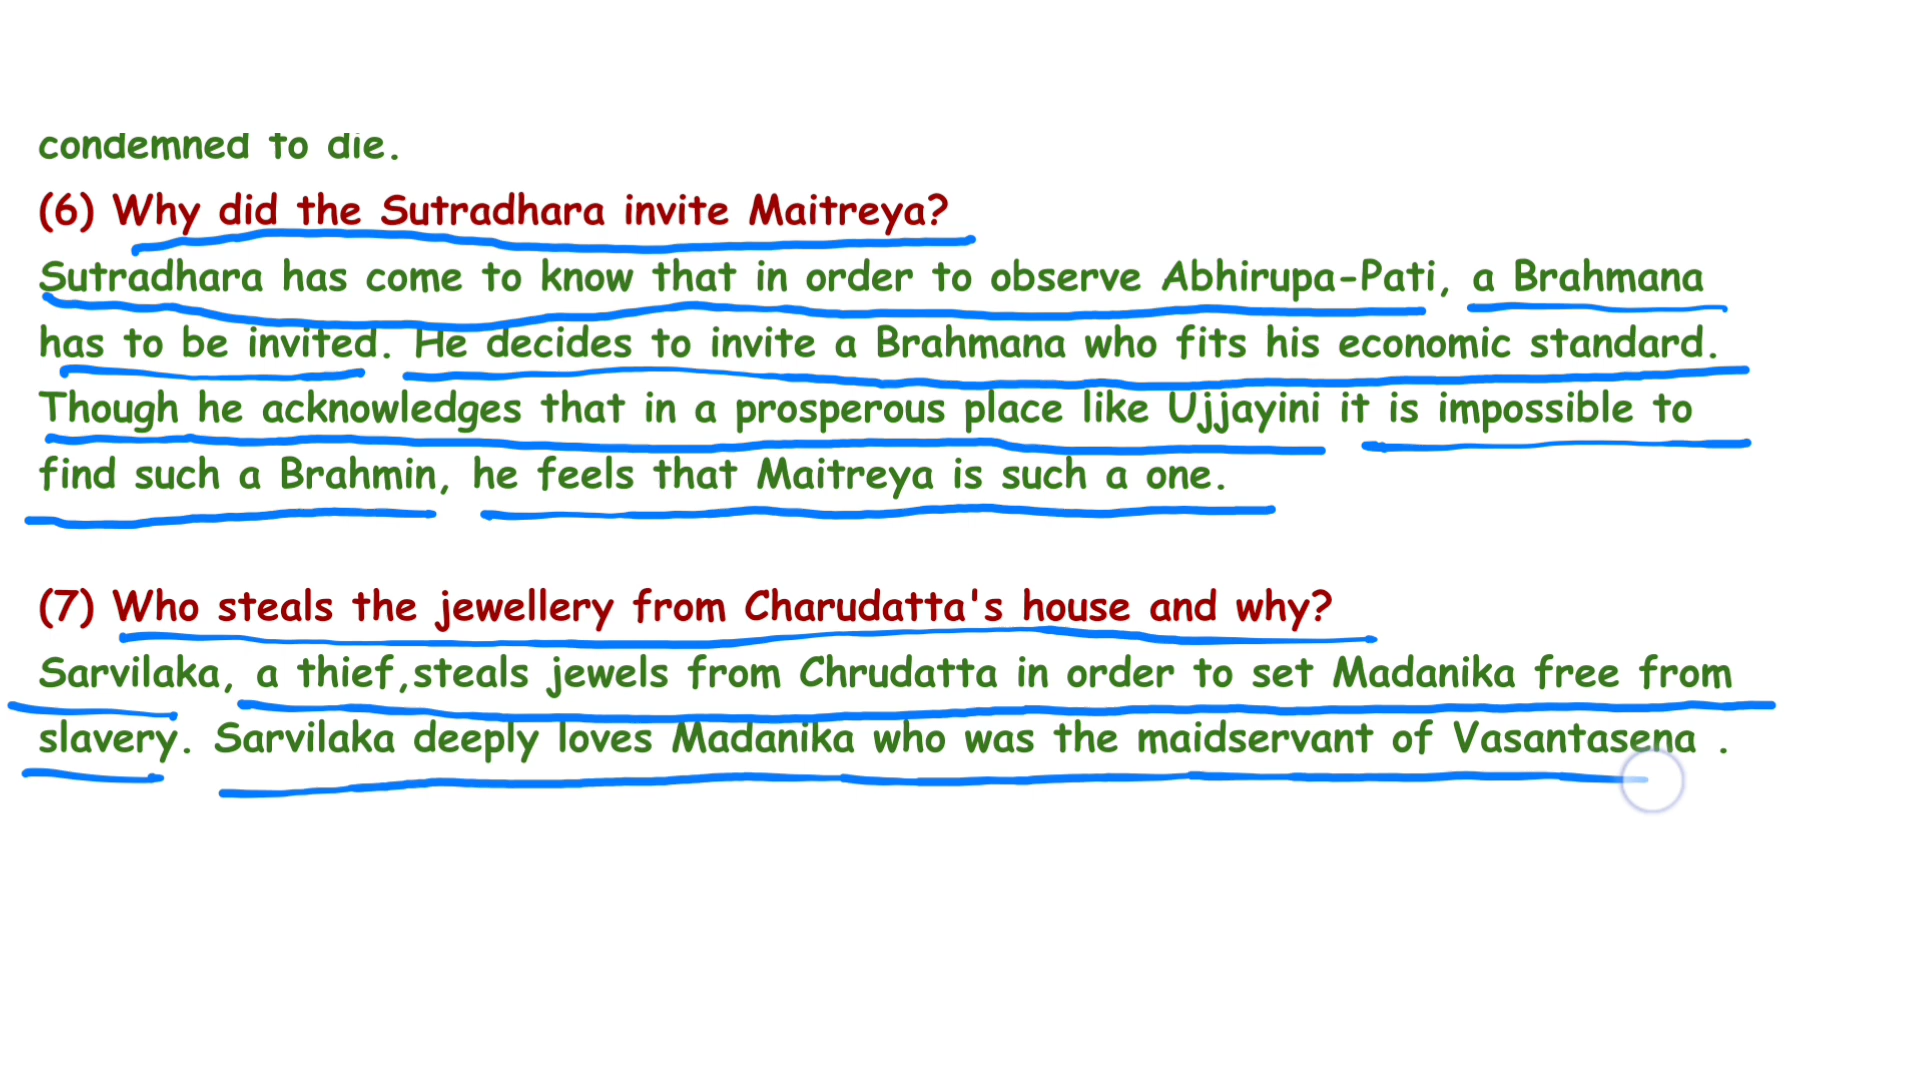 condemned to die.
(6) Why did the Sutradhara invite Maitreya?
Sutradhara has come to know that in order to observe Abhirupa-Pati, a Brahmana
has to be invited. He decides to invite a Brahmana who fits his economic standard.
Though he acknowledges that in a prosperous place like Ujjayini it is impossible to
find such a Brahmin, he feels that Maitreya is such a one.
(7) Who steals the jewellery from Charudatta's house and why?
Sarvilaka, a thief,steals jewels from Chrudatta in order to set Madanika free from
slavery. Sarvilaka deeply loves Madanika who was the maidservant of Vasantasena .